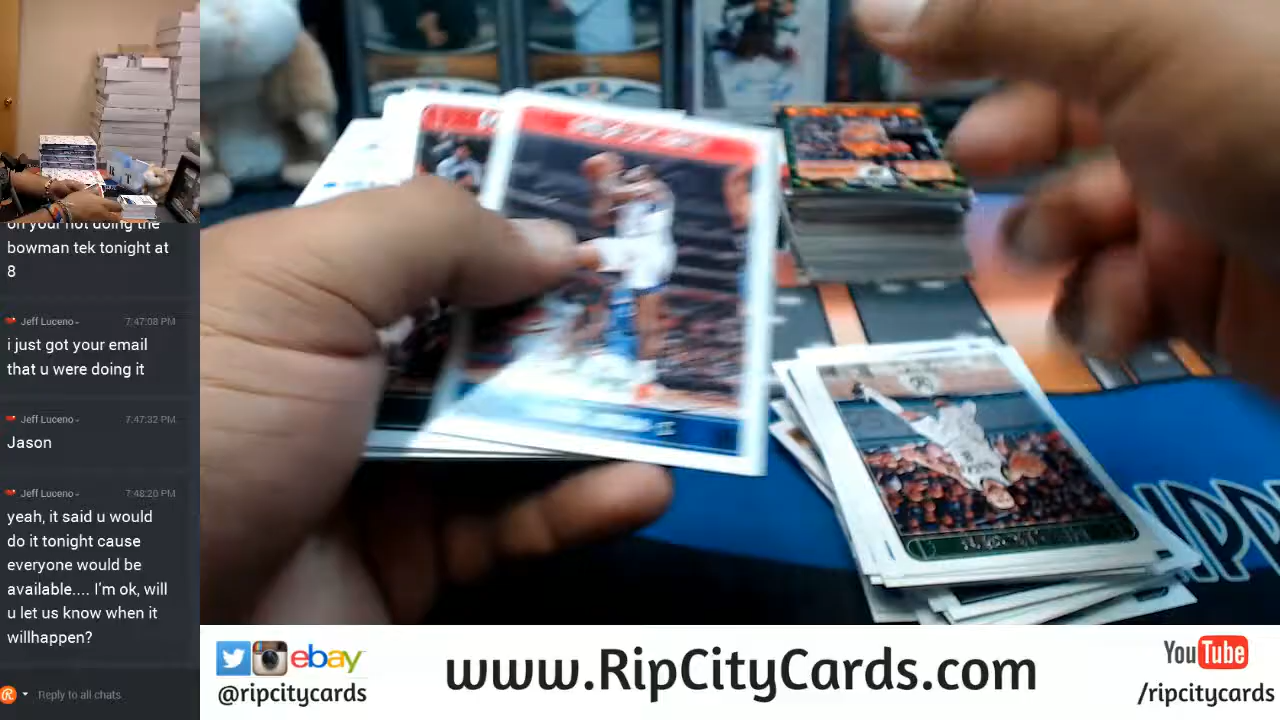 on your not doing the
bowman tek tonight at
8
Jeff Luceno 7:47:08 PM
i just got your email
that u were doing it
Jeff Luceno 7:47:32 PM
Jason
Jeff Luceno 7:48:20 PM
yeah, it said u would
do it tonight cause
everyone would be
available.... I'm ok, will
u let us know when it
willhappen?
Reply to all chats
ebay
@ripcitycards
www.RipCityCards.com
YouTube
/ripcitycards